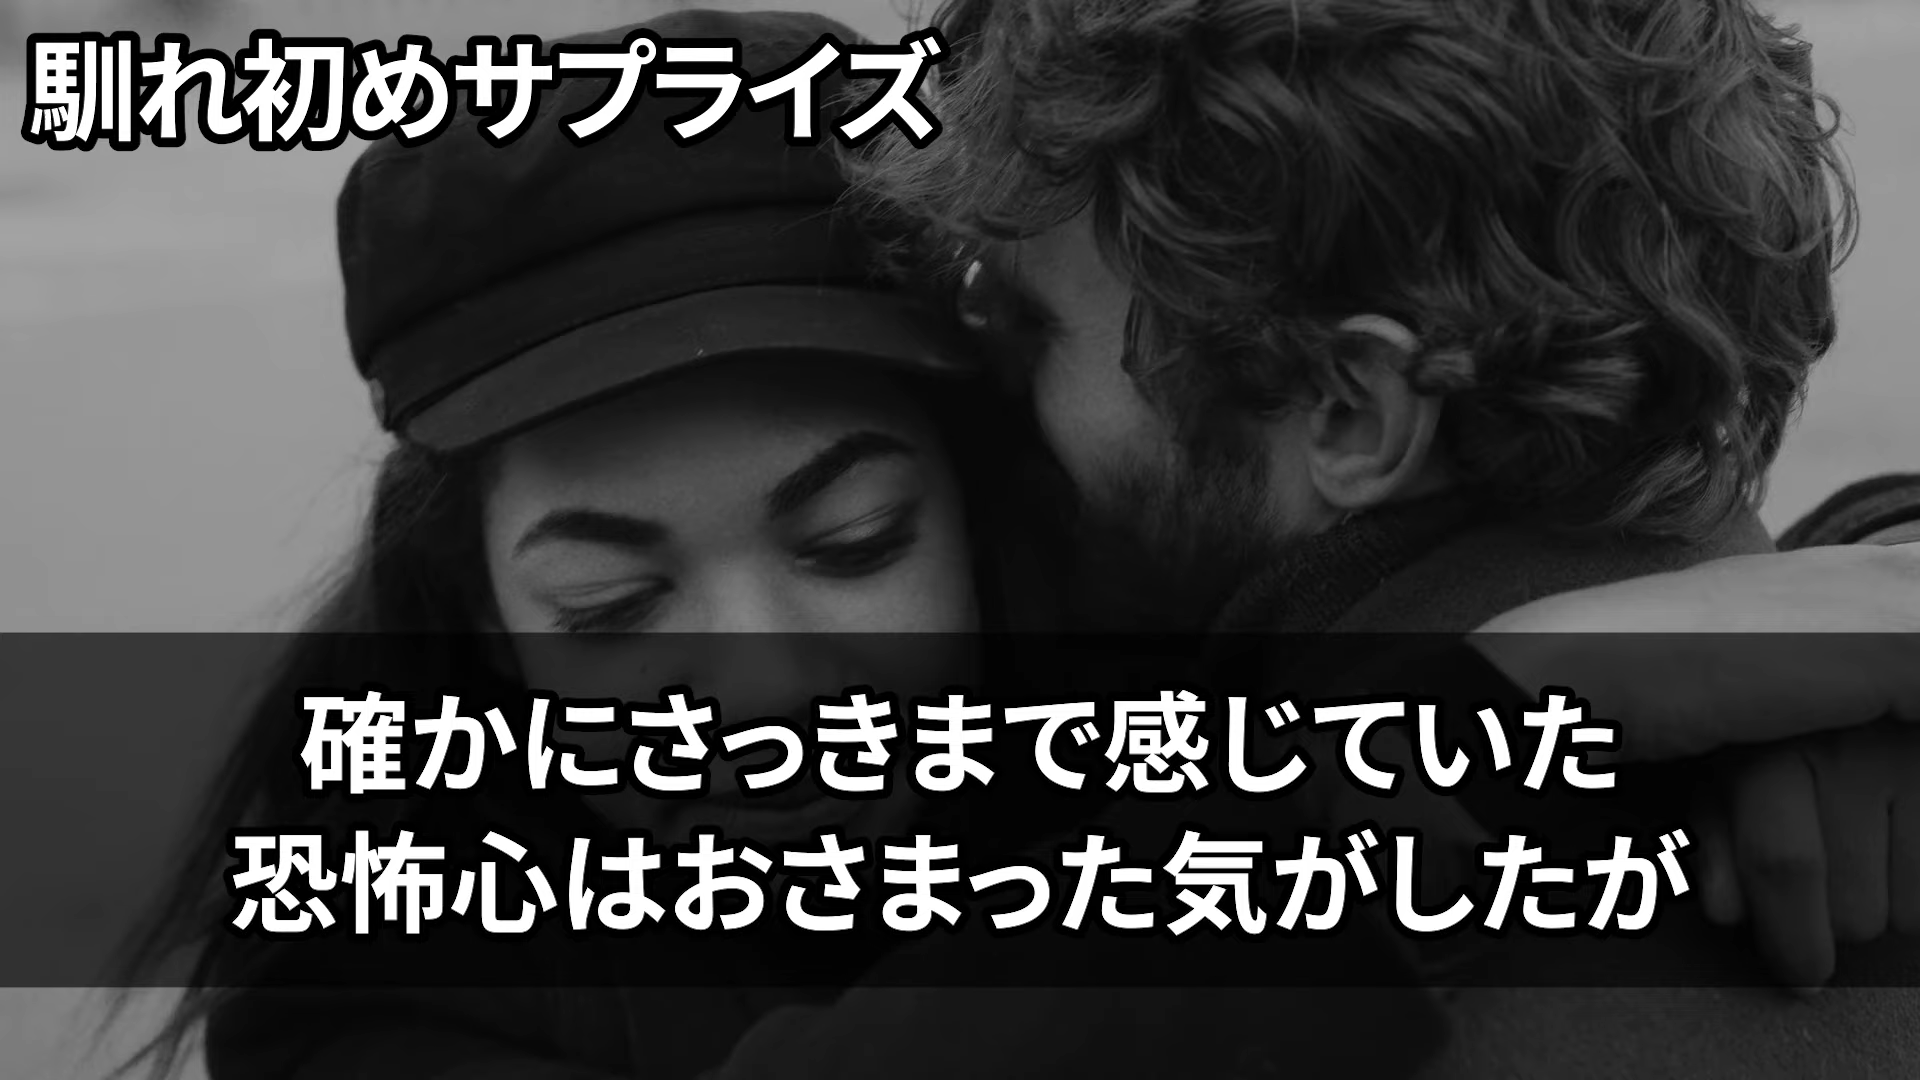 馴れ初めサプライズ
確かにさっきまで感じていた
恐怖心はおさまった気がしたが